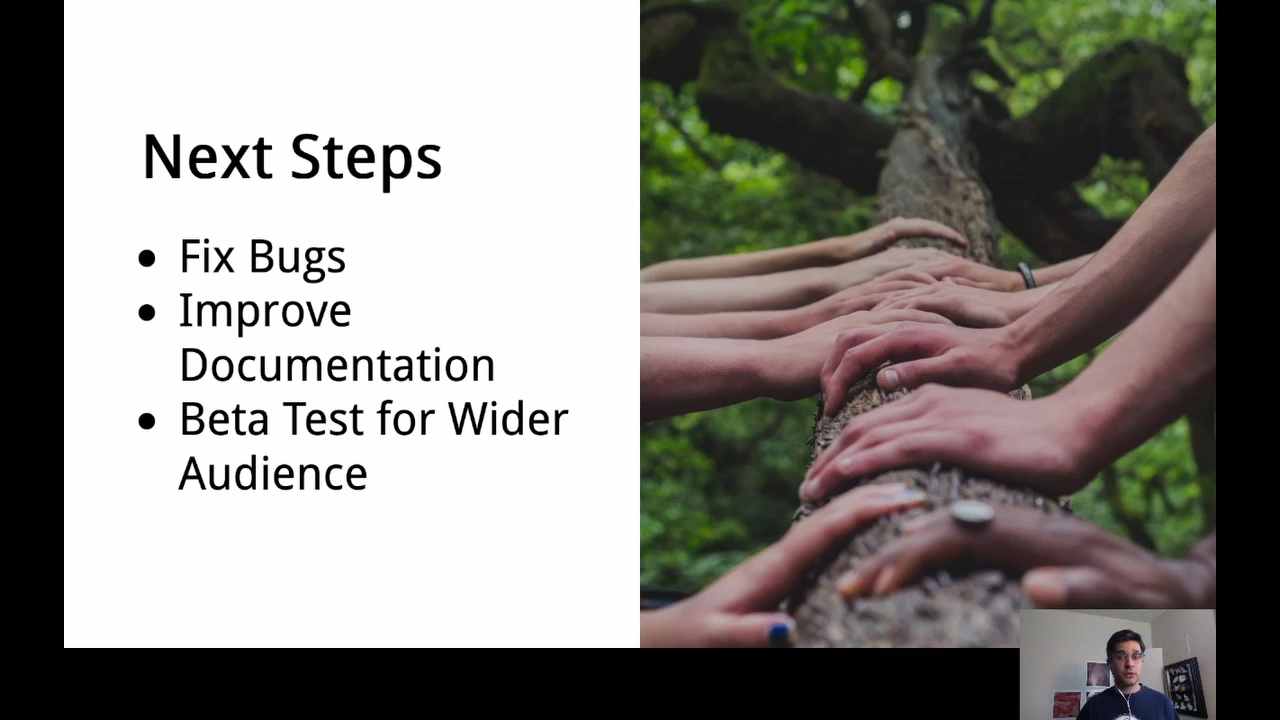 Next Steps
• Fix Bugs
• Improve
Documentation
• Beta Test for Wider
Audience